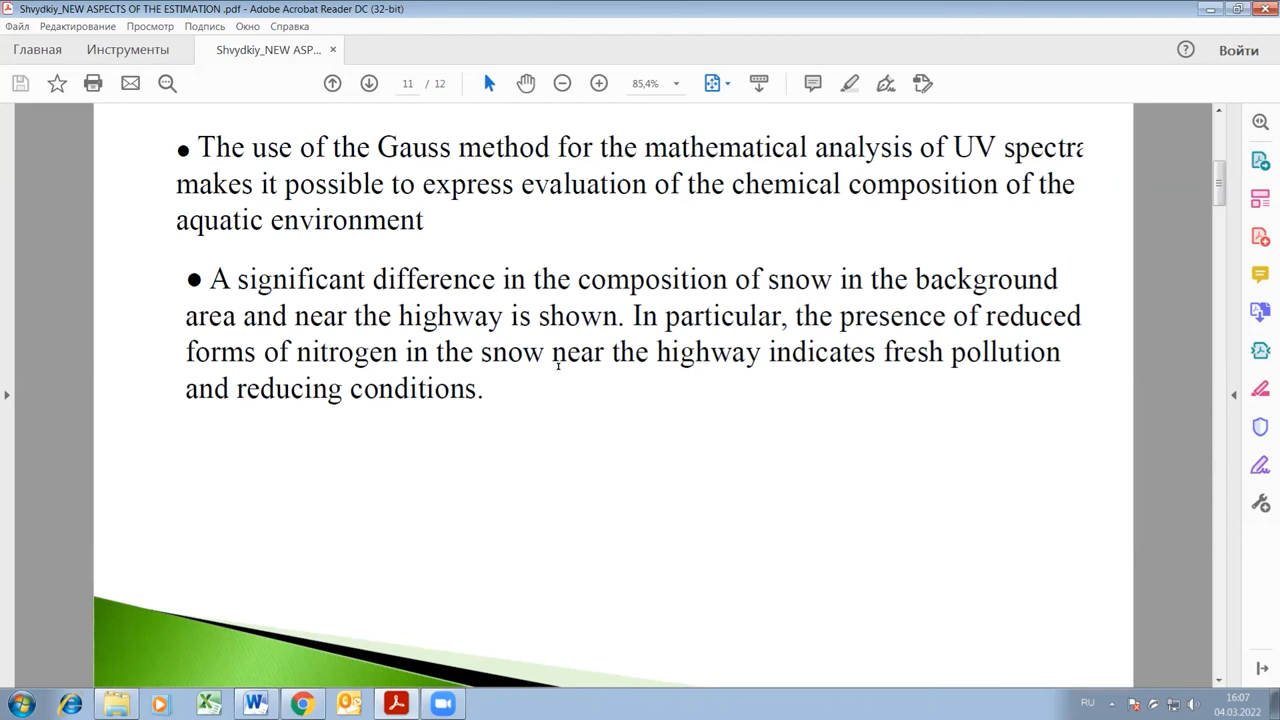 Shvydkiy_NEW ASPECTS OF THE ESTIMATION .pdf - Adobe Acrobat Reader DC (32-bit)
Файл Редактирование Просмотр Подпись Окно Справка
Главная Инструменты Shvydkiy_NEW ASP... × Войти
11 / 12 85,4%
● The use of the Gauss method for the mathematical analysis of UV spectra
makes it possible to express evaluation of the chemical composition of the
aquatic environment
● A significant difference in the composition of snow in the background
area and near the highway is shown. In particular, the presence of reduced
forms of nitrogen in the snow near the highway indicates fresh pollution
and reducing conditions.
RU 16:07
04.03.2022